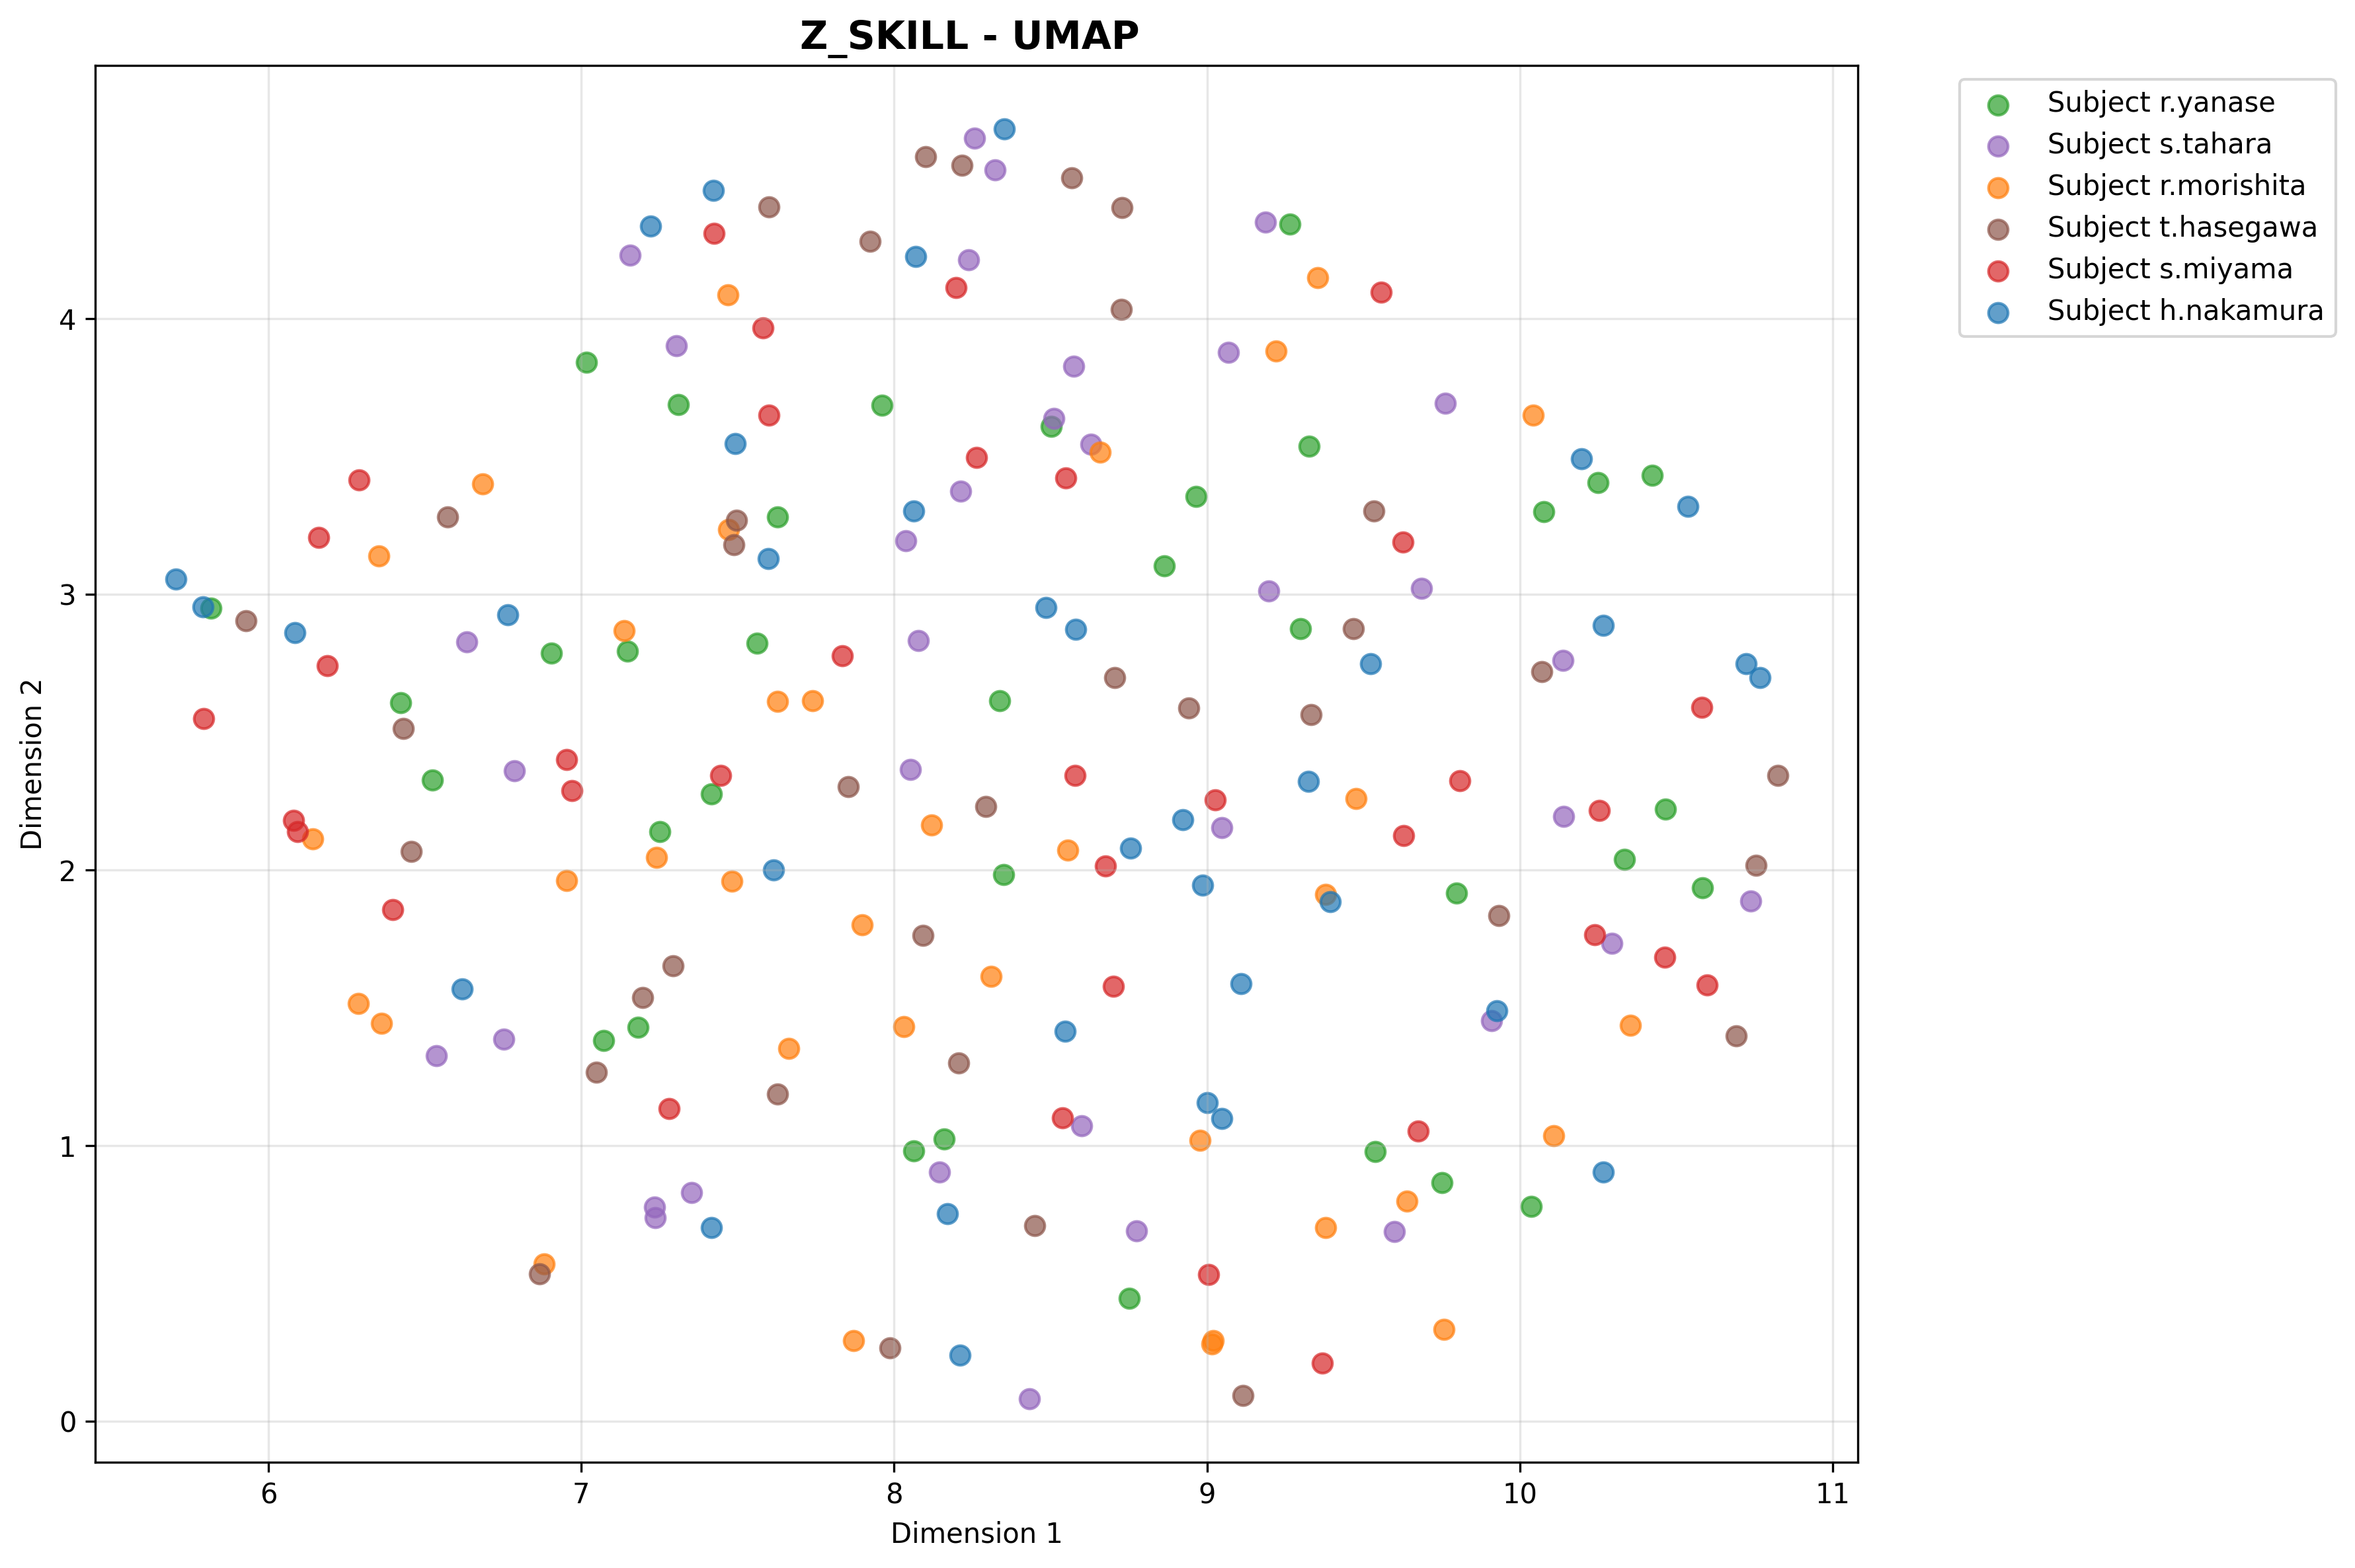 Z_SKILL - UMAP
Subject r.yanase
Subject s.tahara
Subject r.morishita
Subject t.hasegawa
Subject s.miyama
Subject h.nakamura
Dimension 2
4
3
2
1
0
6 7 8 9 10 11
Dimension 1